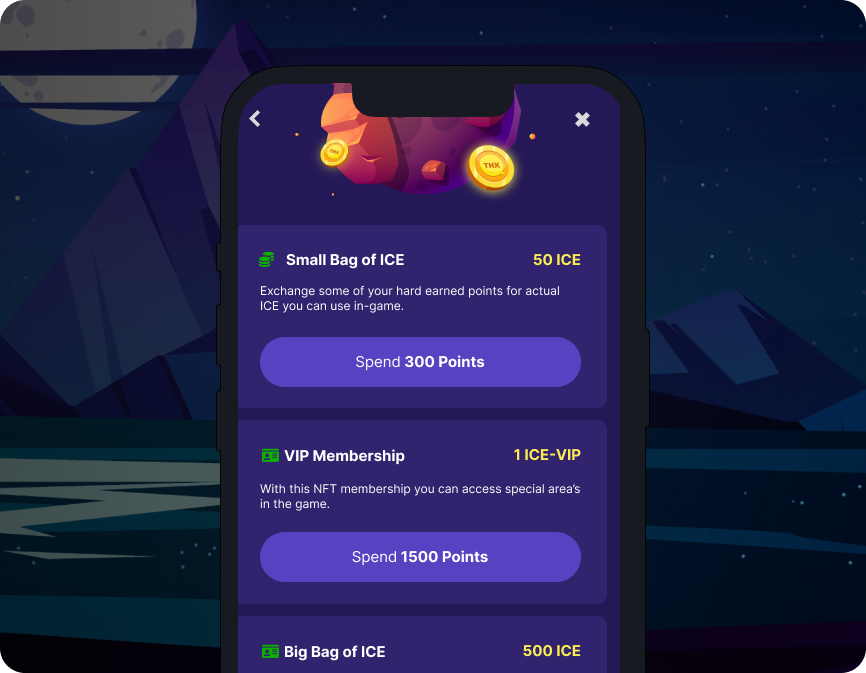 THX
THX
Small Bag of ICE
50 ICE
Exchange some of your hard earned points for actual
ICE you can use in-game.
Spend 300 Points
VIP Membership
1 ICE-VIP
With this NFT membership you can access special area's
in the game.
Spend 1500 Points
Big Bag of ICE
500 ICE